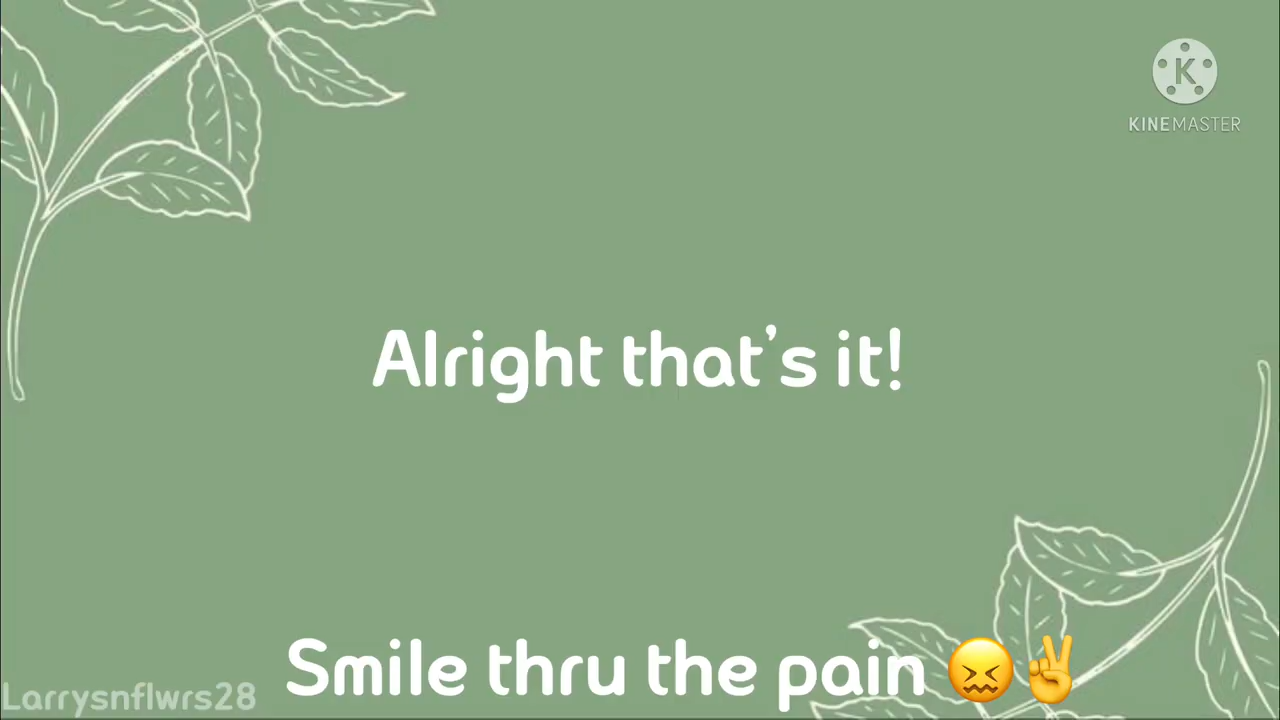 K
KINEMASTER
Alright that's it!
Smile thru the pain 😖✌
Larrysnflwrs28